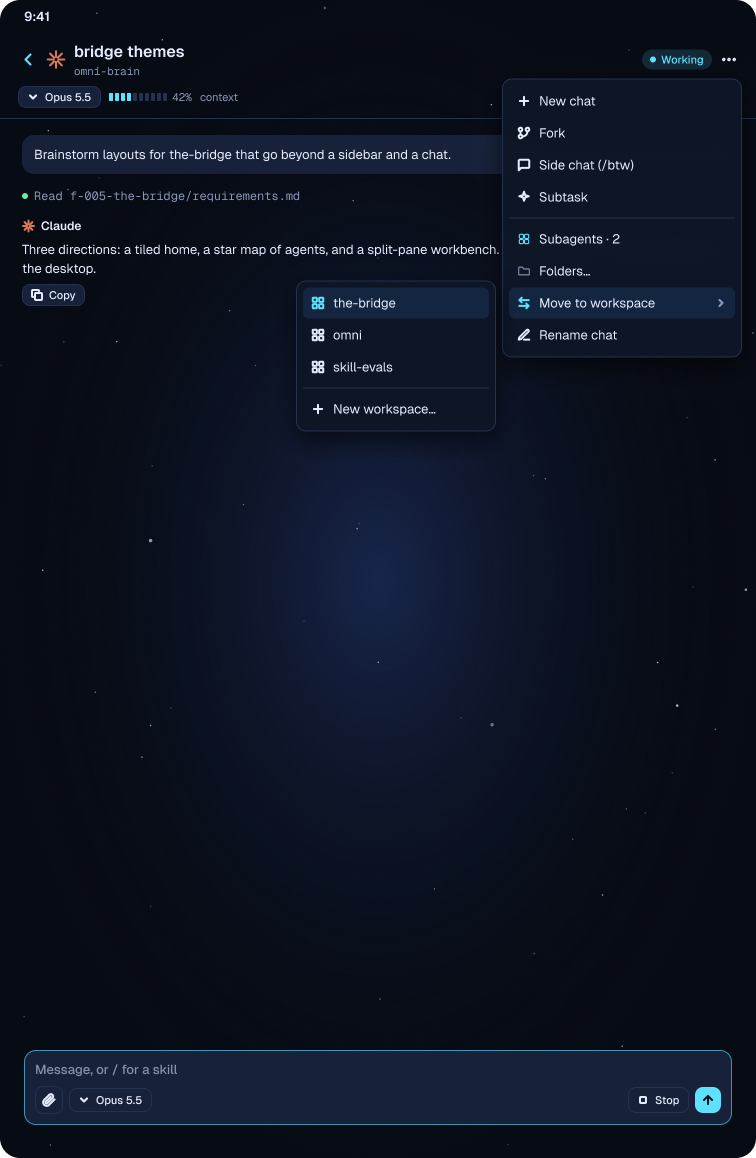 9:41
bridge themes
omni-brain
Working
Opus 5.5
42% context
Brainstorm layouts for the-bridge that go beyond a sidebar and a chat.
Read f-005-the-bridge/requirements.md
Claude
Three directions: a tiled home, a star map of agents, and a split-pane workbench.
the desktop.
Copy
New chat
Fork
Side chat (/btw)
Subtask
Subagents · 2
Folders…
Move to workspace
Rename chat
the-bridge
omni
skill-evals
New workspace…
Message, or / for a skill
Opus 5.5
Stop